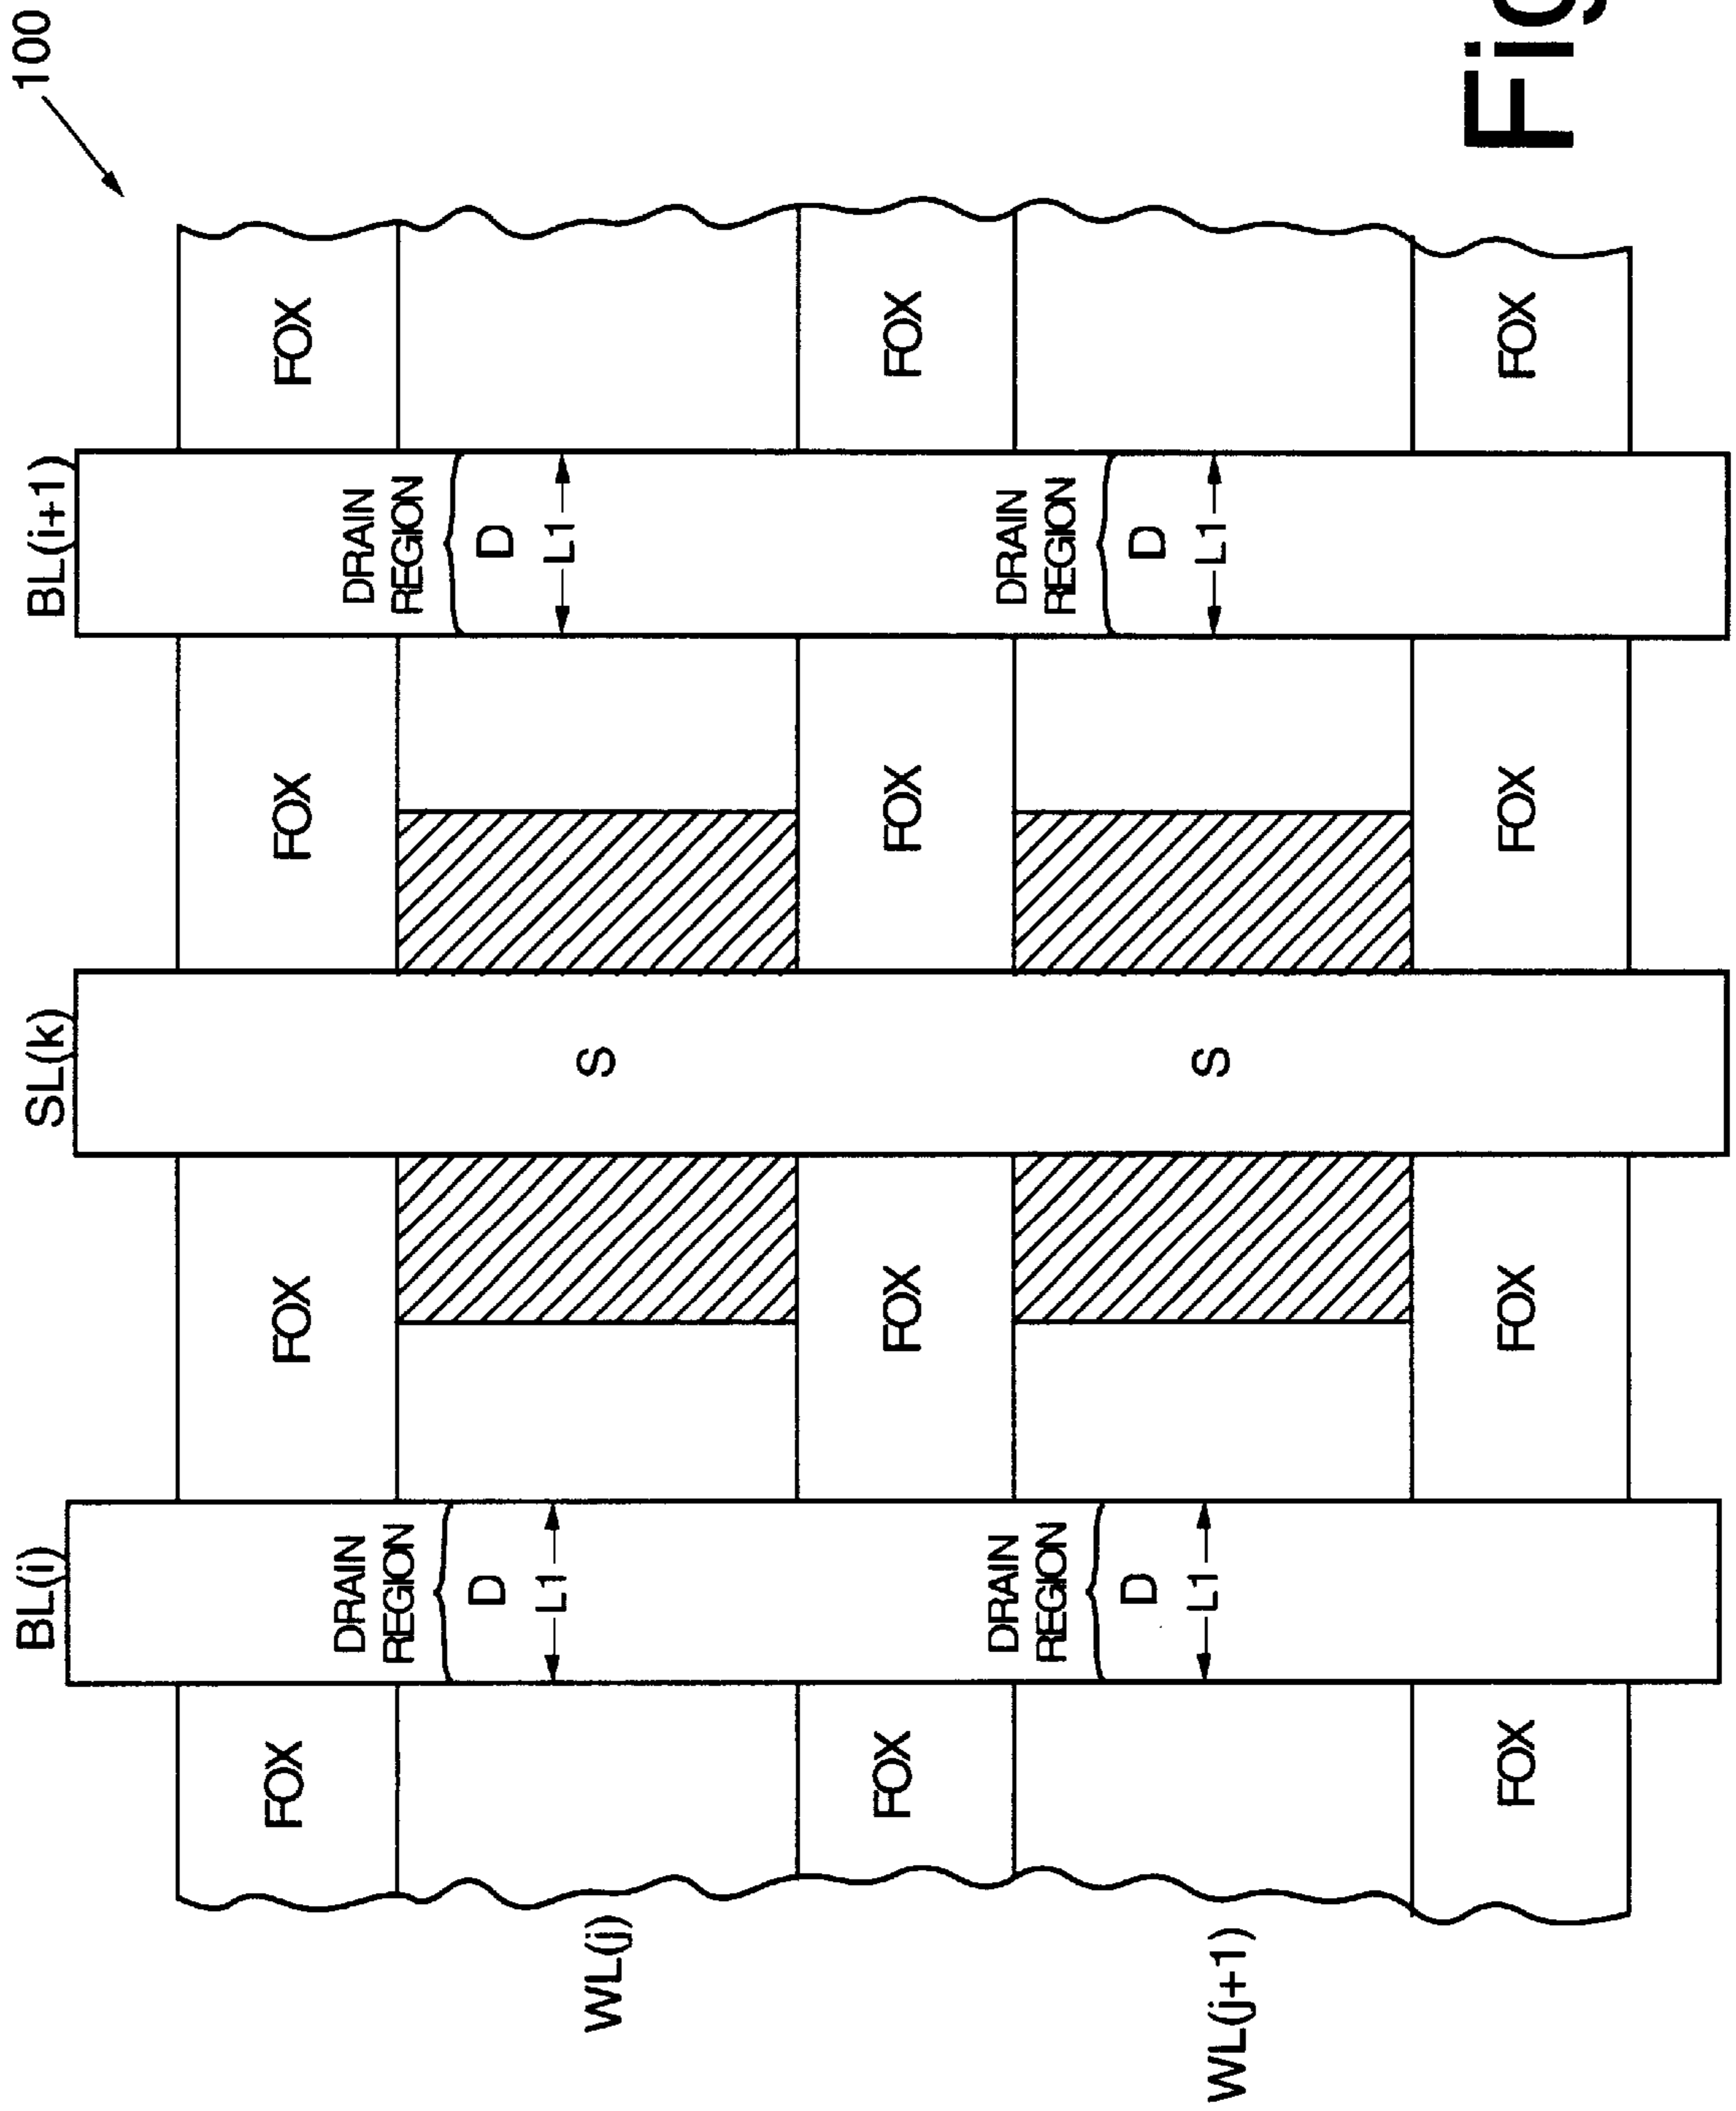 BL(i)
SL(k)
BL(i+1)
100
FOX
FOX
FOX
FOX
DRAIN
REGION
D
L1
DRAIN
REGION
D
L1
WL(j)
S
FOX
FOX
FOX
FOX
DRAIN
REGION
D
L1
DRAIN
REGION
D
L1
WL(j+1)
S
FOX
FOX
FOX
FOX
Fig